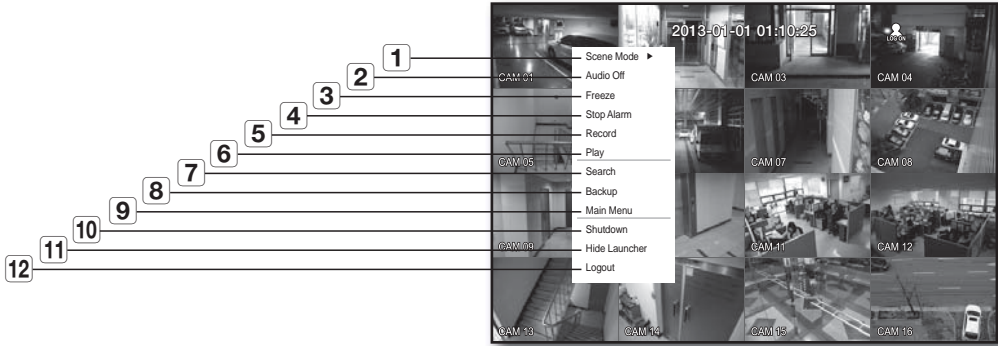 2013-01-01 01:10:25
LOG ON
1 Scene Mode
2 Audio Off
3 Freeze
4 Stop Alarm
5 Record
6 Play
7 Search
8 Backup
9 Main Menu
10 Shutdown
11 Hide Launcher
12 Logout
CAM 01
CAM 03
CAM 04
CAM 05
CAM 07
CAM 08
CAM 09
CAM 11
CAM 12
CAM 13
CAM 14
CAM 15
CAM 16